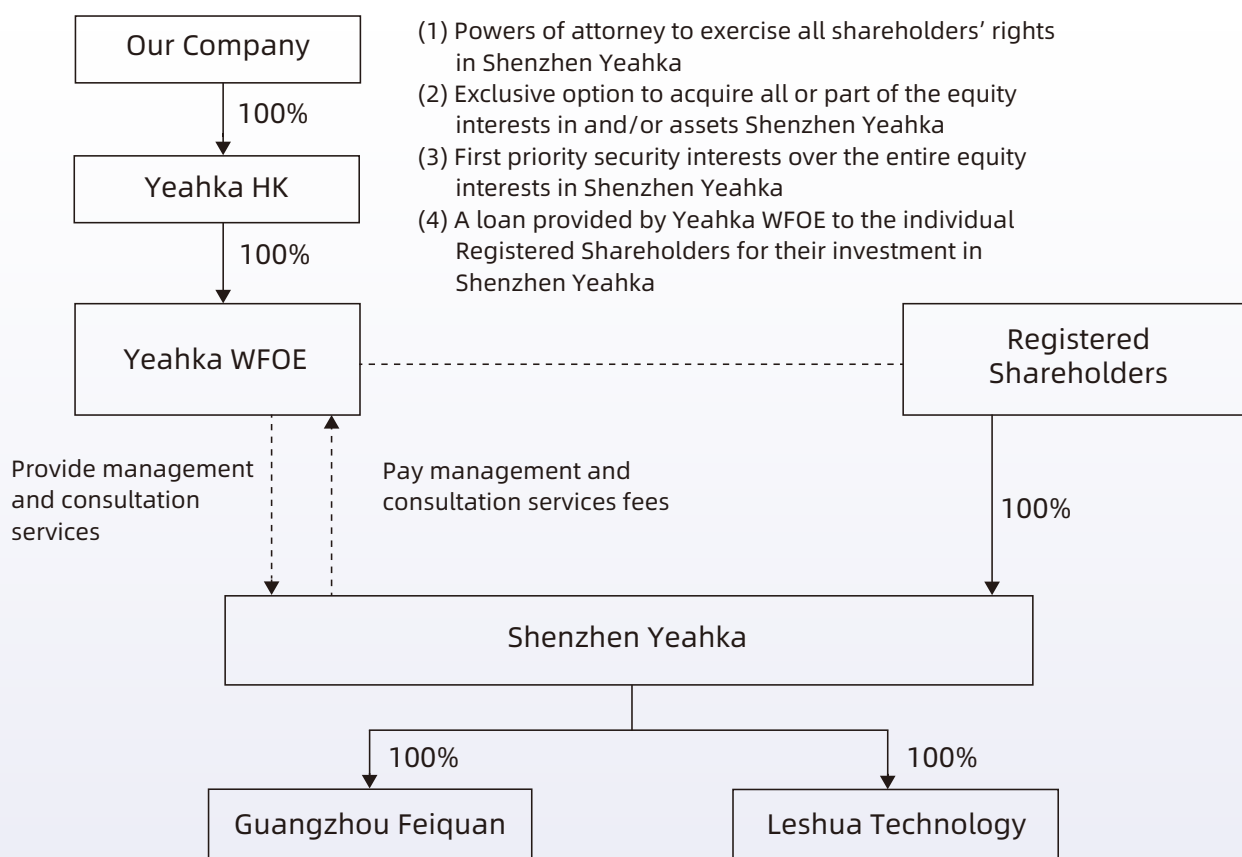 Our Company
(1) Powers of attorney to exercise all shareholders’ rights
in Shenzhen Yeahka
(2) Exclusive option to acquire all or part of the equity
interests in and/or assets Shenzhen Yeahka
(3) First priority security interests over the entire equity
interests in Shenzhen Yeahka
(4) A loan provided by Yeahka WFOE to the individual
Registered Shareholders for their investment in
Shenzhen Yeahka
100%
Yeahka HK
100%
Yeahka WFOE
Registered
Shareholders
Provide management
and consultation
services
Pay management and
consultation services fees
100%
Shenzhen Yeahka
100%
100%
Guangzhou Feiquan
Leshua Technology